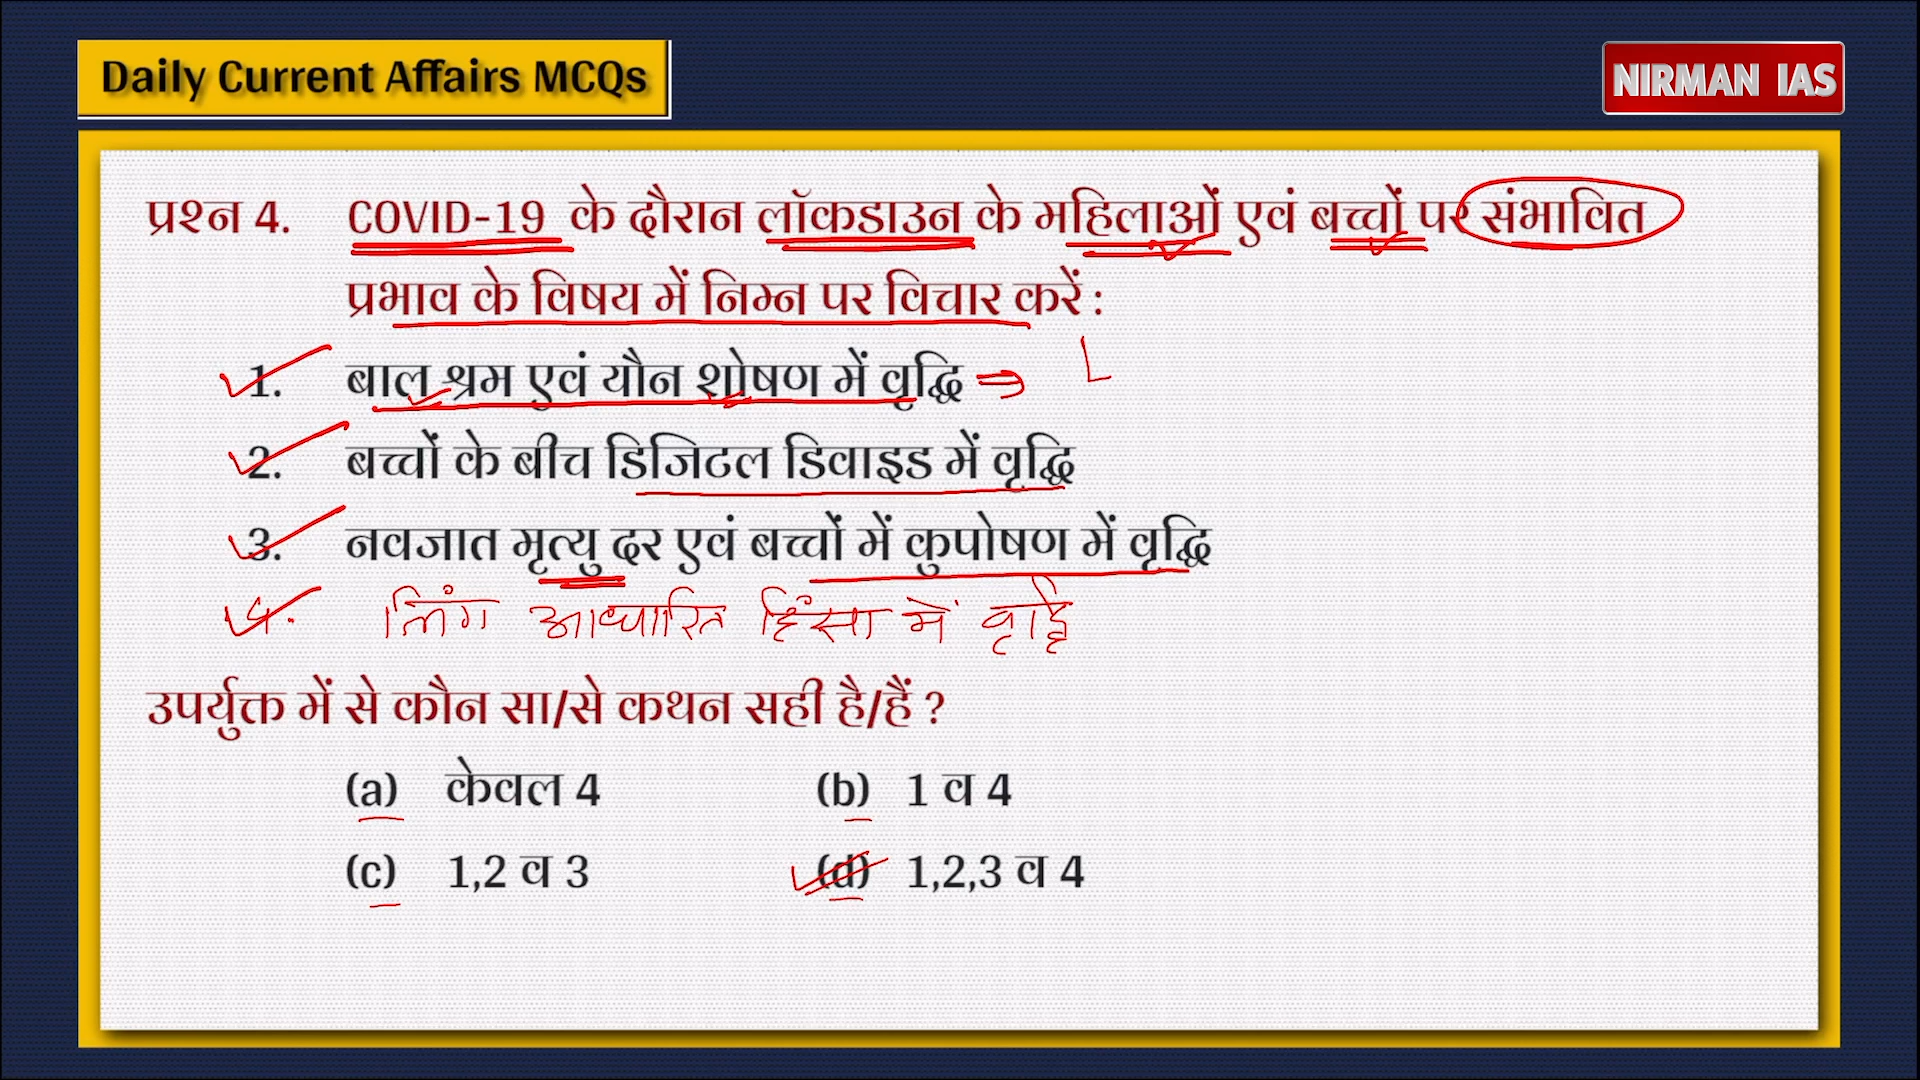 Daily Current Affairs MCQs
NIRMAN IAS
प्रश्न 4. COVID-19 के दौरान लॉकडाउन के महिलाओं एवं बच्चों पर संभावित
प्रभाव के विषय में निम्न पर विचार करें :
1. बाल श्रम एवं यौन शोषण में वृद्धि ⇒ L
2. बच्चों के बीच डिजिटल डिवाइड में वृद्धि
3. नवजात मृत्यु दर एवं बच्चों में कुपोषण में वृद्धि
4. लिंग आधारित हिंसा में वृद्धि
उपर्युक्त में से कौन सा/से कथन सही है/हैं ?
(a) केवल 4 (b) 1 व 4
(c) 1,2 व 3 (d) 1,2,3 व 4